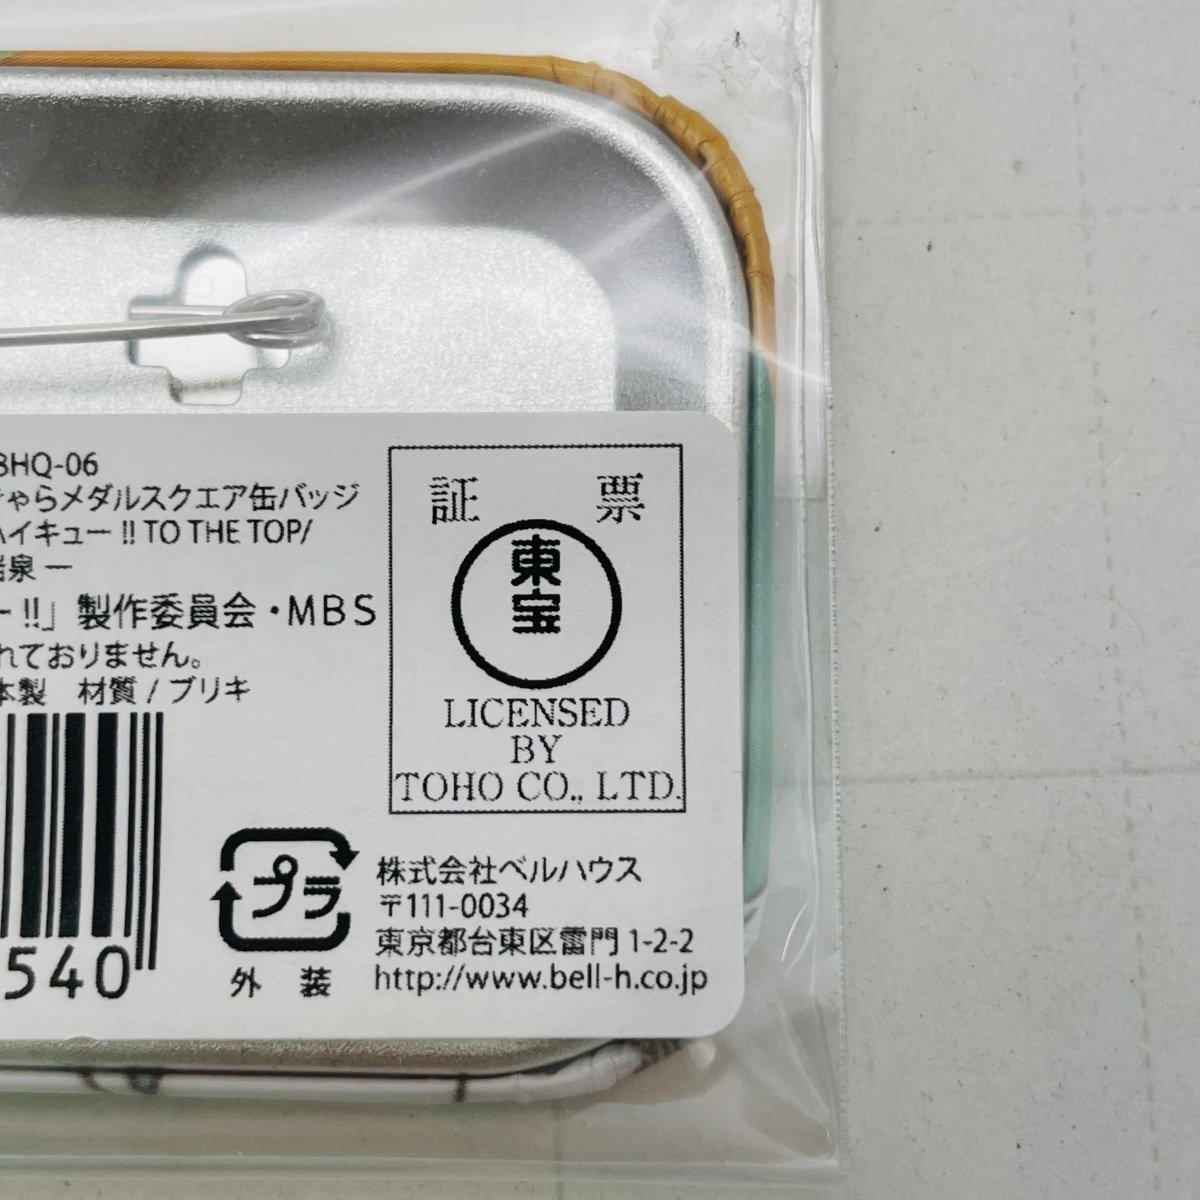 BHQ-06
きゃらメダルスクエア缶バッジ
ハイキュー!! TO THE TOP/
岩泉 一
ー!!」製作委員会・MBS
れておりません。
本製 材質 / ブリキ
540
証 票
東宝
LICENSED
BY
TOHO CO., LTD.
プラ
外 装
株式会社ベルハウス
〒111-0034
東京都台東区雷門 1-2-2
http://www.bell-h.co.jp